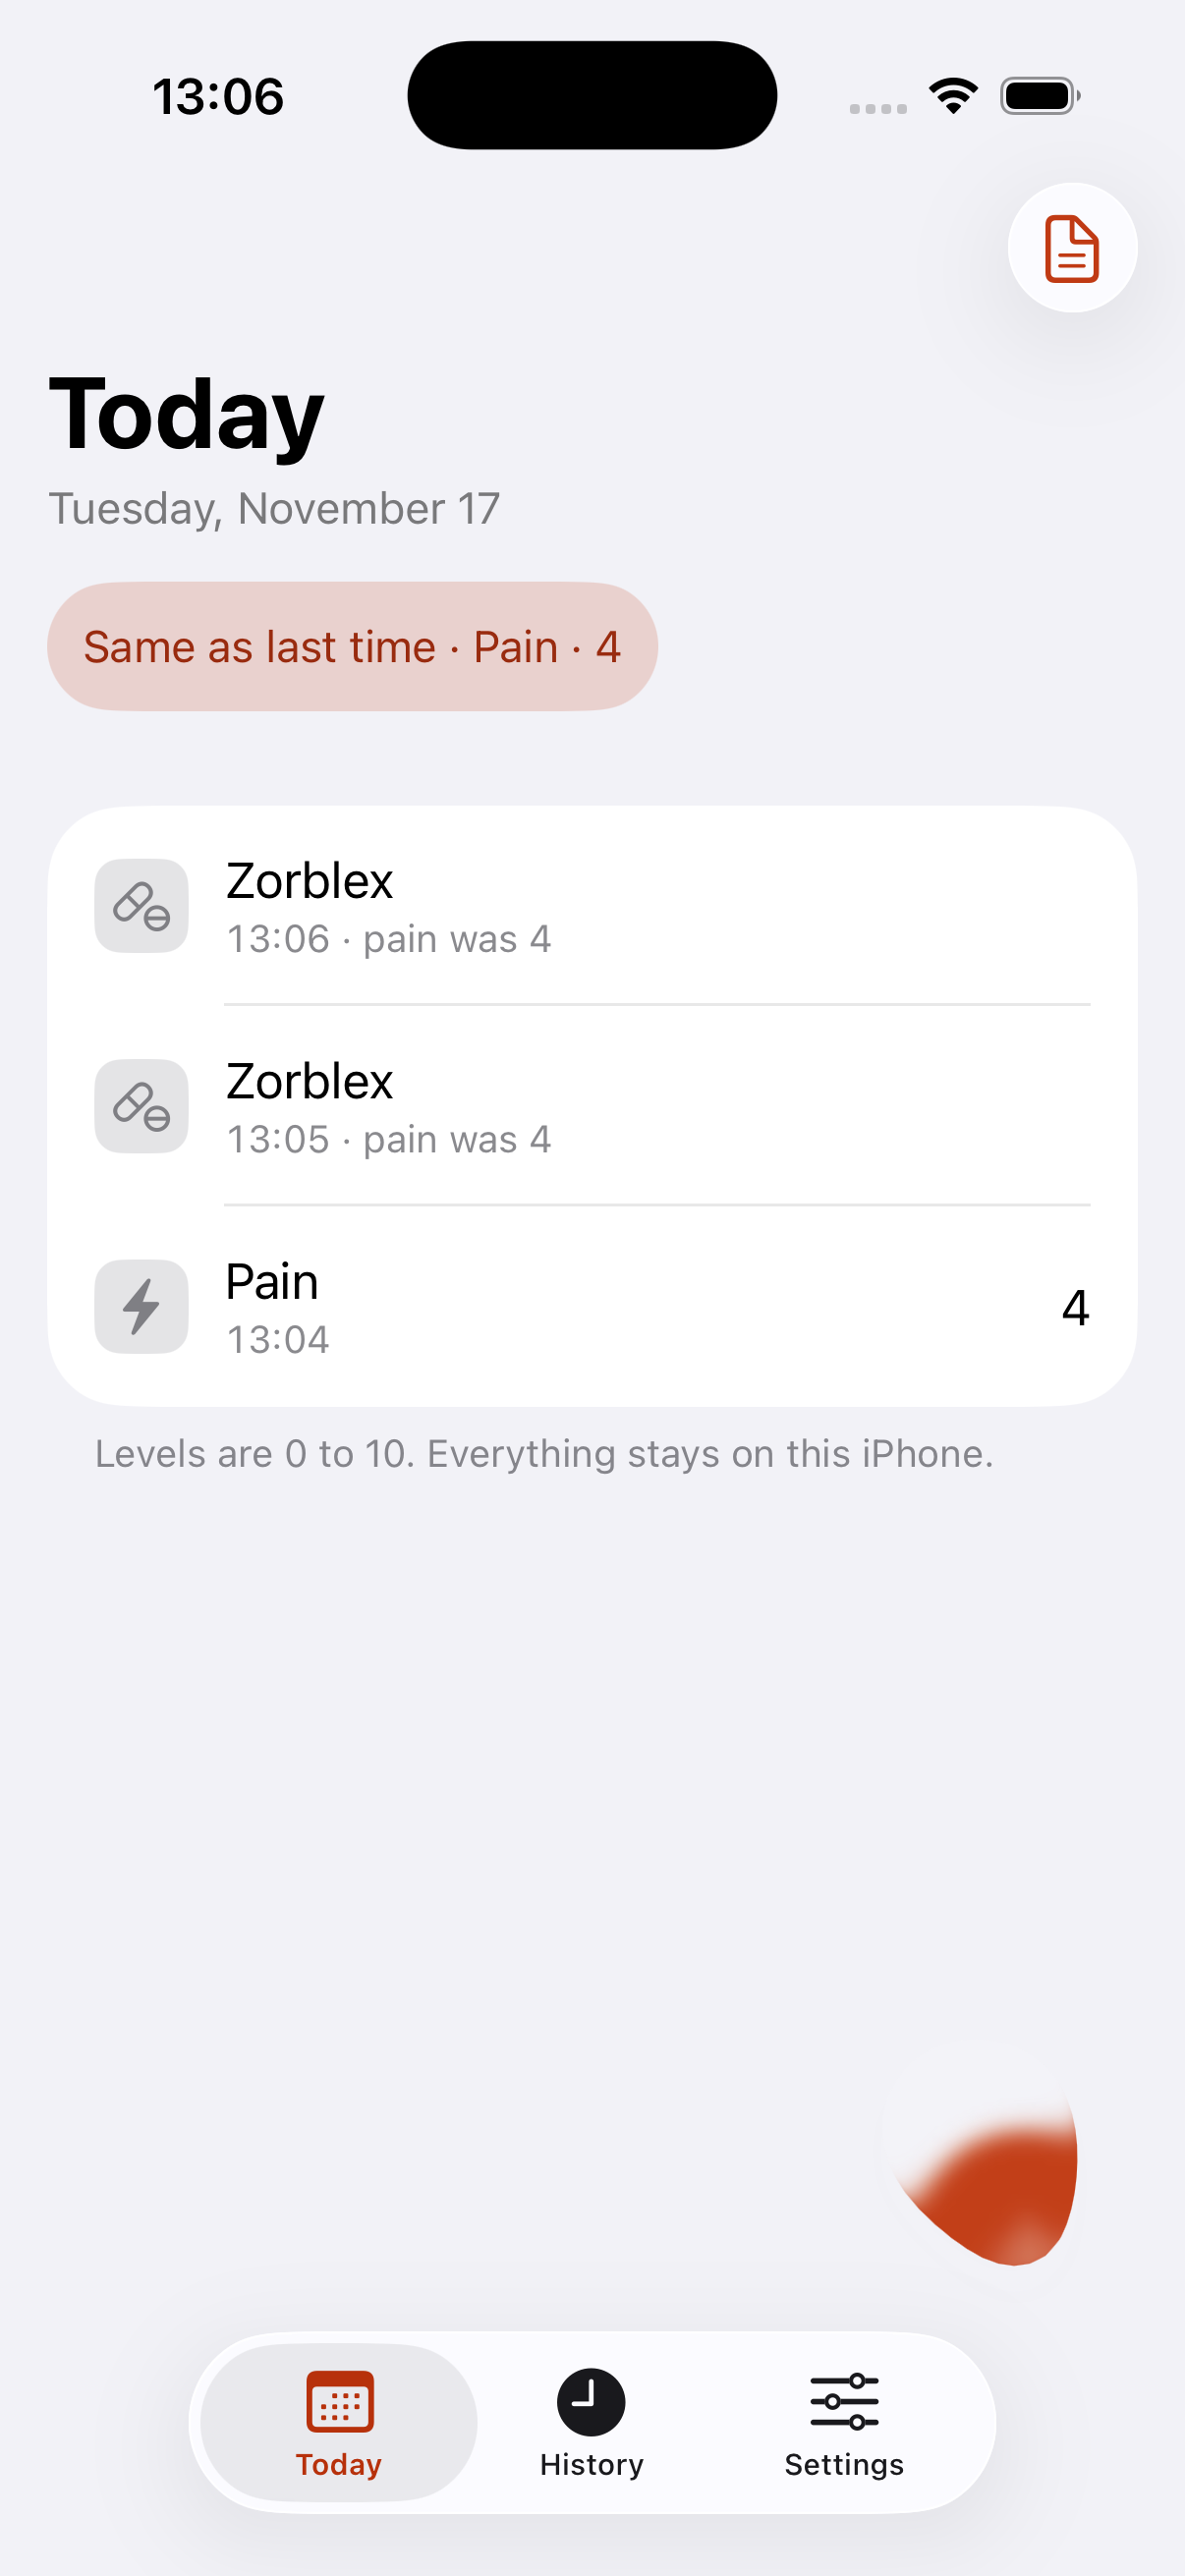 13:06
Today
Tuesday, November 17
Same as last time · Pain · 4
Zorblex
13:06 · pain was 4
Zorblex
13:05 · pain was 4
Pain
13:04
4
Levels are 0 to 10. Everything stays on this iPhone.
Today
History
Settings